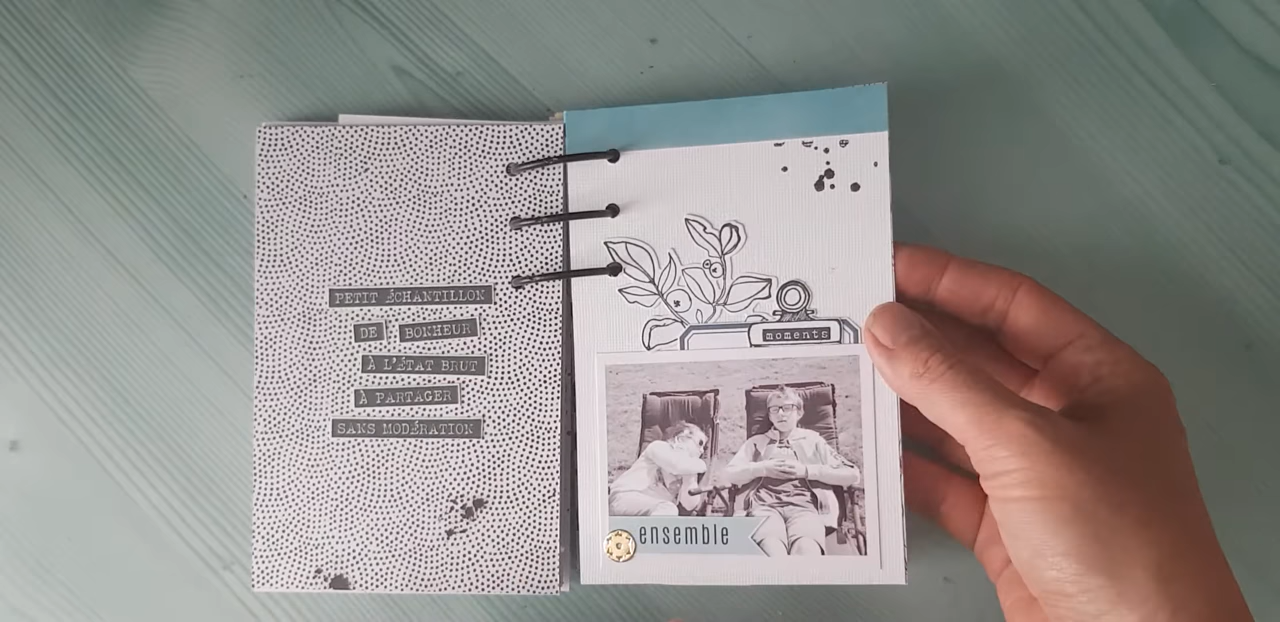 PETIT ÉCHANTILLON
DE BONHEUR
À L'ÉTAT BRUT
À PARTAGER
SANS MODÉRATION
moments
ensemble